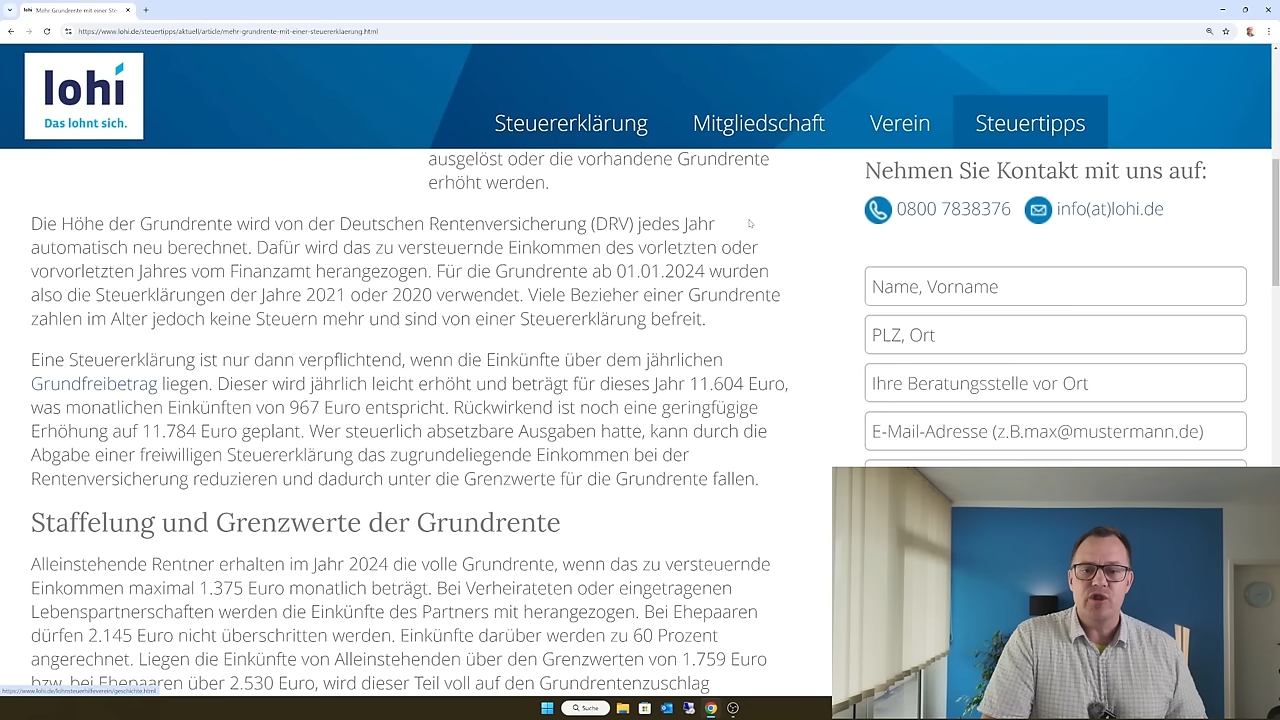 lohi Mehr Grundrente mit einer Ste
https://www.lohi.de/steuertipps/aktuell/article/mehr-grundrente-mit-einer-steuererklaerung.html
lohi
Das lohnt sich.
Steuererklärung
Mitgliedschaft
Verein
Steuertipps
ausgelöst oder die vorhandene Grundrente
erhöht werden.
Die Höhe der Grundrente wird von der Deutschen Rentenversicherung (DRV) jedes Jahr
automatisch neu berechnet. Dafür wird das zu versteuernde Einkommen des vorletzten oder
vorvorletzten Jahres vom Finanzamt herangezogen. Für die Grundrente ab 01.01.2024 wurden
also die Steuerklärungen der Jahre 2021 oder 2020 verwendet. Viele Bezieher einer Grundrente
zahlen im Alter jedoch keine Steuern mehr und sind von einer Steuererklärung befreit.
Eine Steuererklärung ist nur dann verpflichtend, wenn die Einkünfte über dem jährlichen
Grundfreibetrag liegen. Dieser wird jährlich leicht erhöht und beträgt für dieses Jahr 11.604 Euro,
was monatlichen Einkünften von 967 Euro entspricht. Rückwirkend ist noch eine geringfügige
Erhöhung auf 11.784 Euro geplant. Wer steuerlich absetzbare Ausgaben hatte, kann durch die
Abgabe einer freiwilligen Steuererklärung das zugrundeliegende Einkommen bei der
Rentenversicherung reduzieren und dadurch unter die Grenzwerte für die Grundrente fallen.
Staffelung und Grenzwerte der Grundrente
Alleinstehende Rentner erhalten im Jahr 2024 die volle Grundrente, wenn das zu versteuernde
Einkommen maximal 1.375 Euro monatlich beträgt. Bei Verheirateten oder eingetragenen
Lebenspartnerschaften werden die Einkünfte des Partners mit herangezogen. Bei Ehepaaren
dürfen 2.145 Euro nicht überschritten werden. Einkünfte darüber werden zu 60 Prozent
angerechnet. Liegen die Einkünfte von Alleinstehenden über den Grenzwerten von 1.759 Euro
bzw. bei Ehepaaren über 2.530 Euro, wird dieser Teil voll auf den Grundrentenzuschlag
https://www.lohi.de/lohnsteuerhilfeverein/geschichte.html
Nehmen Sie Kontakt mit uns auf:
0800 7838376
info(at)lohi.de
Name, Vorname
PLZ, Ort
Ihre Beratungsstelle vor Ort
E-Mail-Adresse (z.B.max@mustermann.de)
Suche